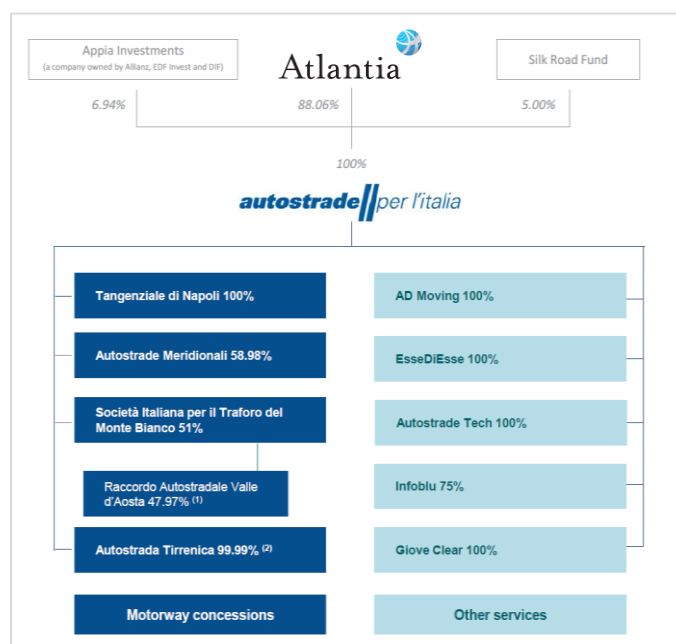 Appia Investments
(a company owned by Allianz, EDF Invest and DIF)
Atlantia
Silk Road Fund
6.94%
88.06%
5.00%
100%
autostrade//per l'italia
Tangenziale di Napoli 100%
AD Moving 100%
Autostrade Meridionali 58.98%
EsseDiEsse 100%
Società Italiana per il Traforo del
Monte Bianco 51%
Autostrade Tech 100%
Raccordo Autostradale Valle
d'Aosta 47.97% (1)
Infoblu 75%
Autostrada Tirrenica 99.99% (2)
Giove Clear 100%
Motorway concessions
Other services